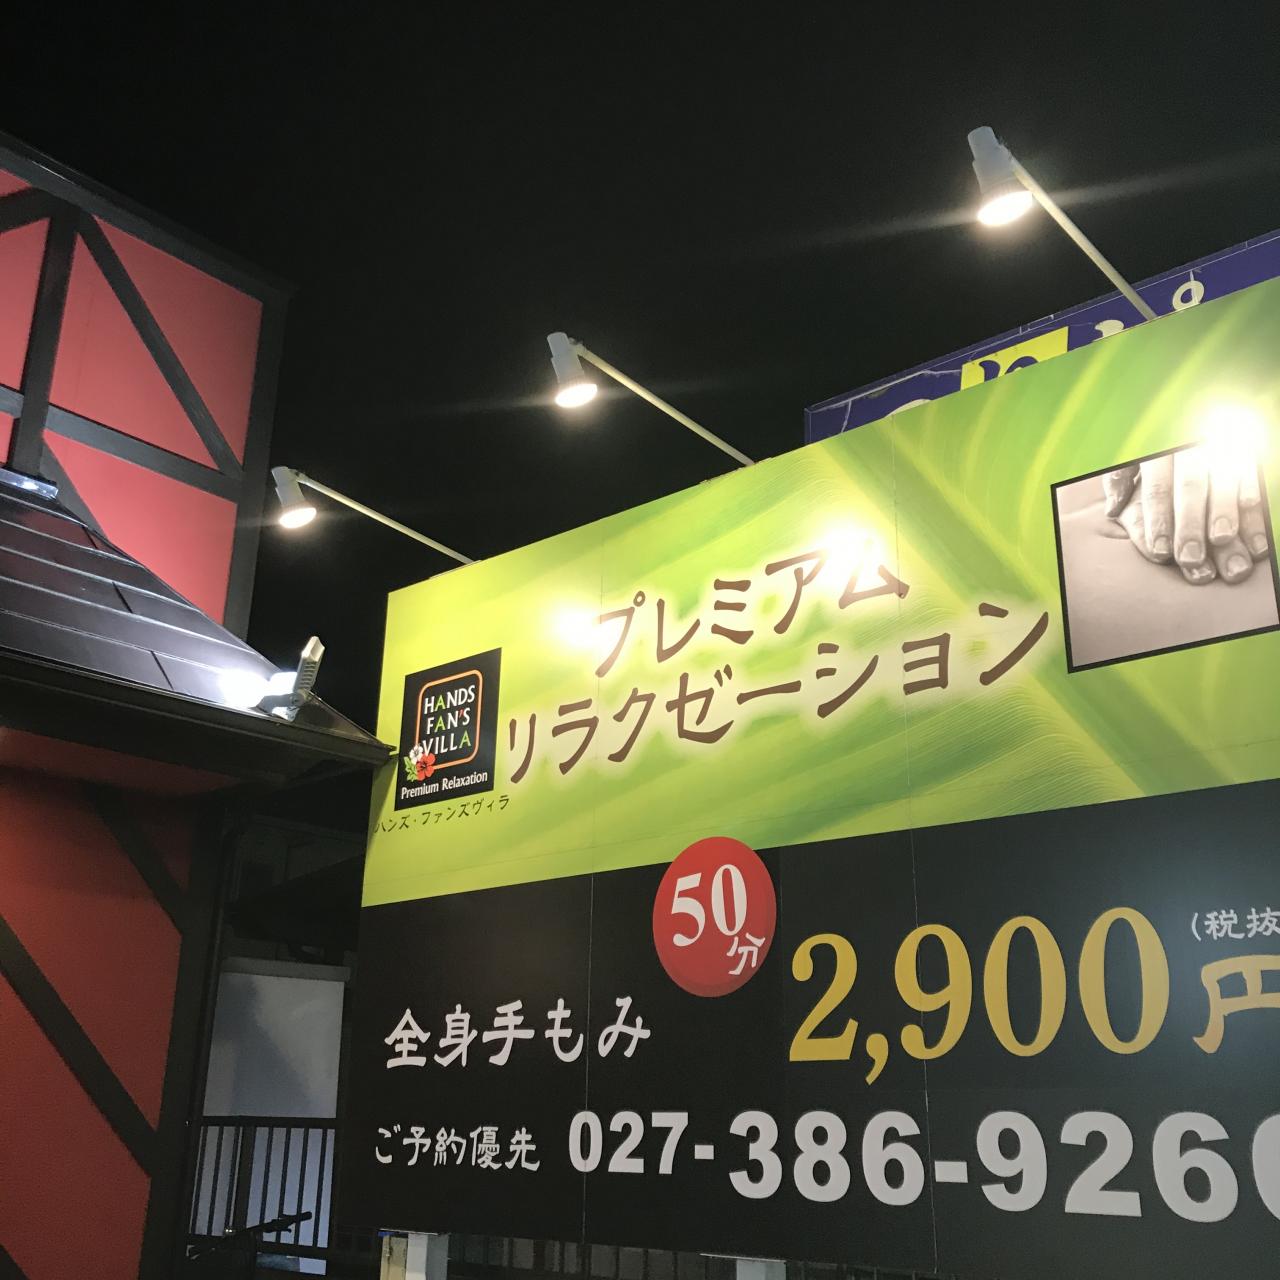 プレミアム
リラクゼーション
HANDS
FAN'S
VILLA
Premium Relaxation
ハンズ・ファンズヴィラ
50分
全身手もみ
2,900円
(税抜
ご予約優先 027-386-926